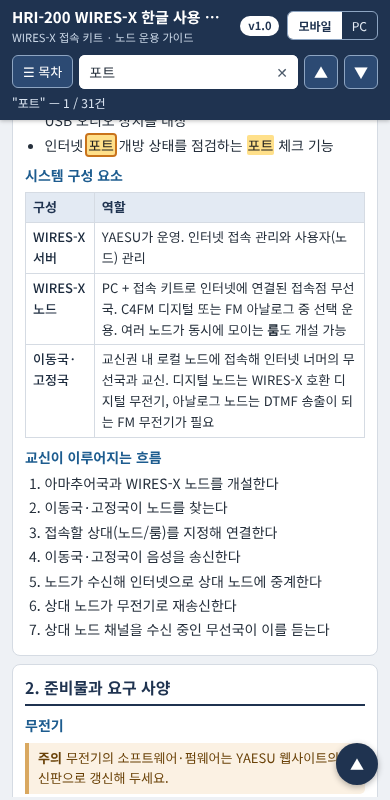 HRI-200 WIRES-X 한글 사용 …
WIRES-X 접속 키트 · 노드 운용 가이드
v1.0
모바일
PC
☰ 목차
포트
✕
▲
▼
"포트" — 1 / 31건
USB 오디오 장치를 내장
• 인터넷 포트 개방 상태를 점검하는 포트 체크 기능
시스템 구성 요소
구성 역할
WIRES-X 서버
YAESU가 운영. 인터넷 접속 관리와 사용자(노
드) 관리
WIRES-X 노드
PC + 접속 키트로 인터넷에 연결된 접속점 무선
국. C4FM 디지털 또는 FM 아날로그 중 선택 운
용. 여러 노드가 동시에 모이는 룸도 개설 가능
이동국·고정국
교신권 내 로컬 노드에 접속해 인터넷 너머의 무
선국과 교신. 디지털 노드는 WIRES-X 호환 디
지털 무전기, 아날로그 노드는 DTMF 송출이 되
는 FM 무전기가 필요
교신이 이루어지는 흐름
1. 아마추어국과 WIRES-X 노드를 개설한다
2. 이동국·고정국이 노드를 찾는다
3. 접속할 상대(노드/룸)를 지정해 연결한다
4. 이동국·고정국이 음성을 송신한다
5. 노드가 수신해 인터넷으로 상대 노드에 중계한다
6. 상대 노드가 무전기로 재송신한다
7. 상대 노드 채널을 수신 중인 무선국이 이를 듣는다
2. 준비물과 요구 사양
무전기
주의 무전기의 소프트웨어·펌웨어는 YAESU 웹사이트의
신판으로 갱신해 두세요.
▲